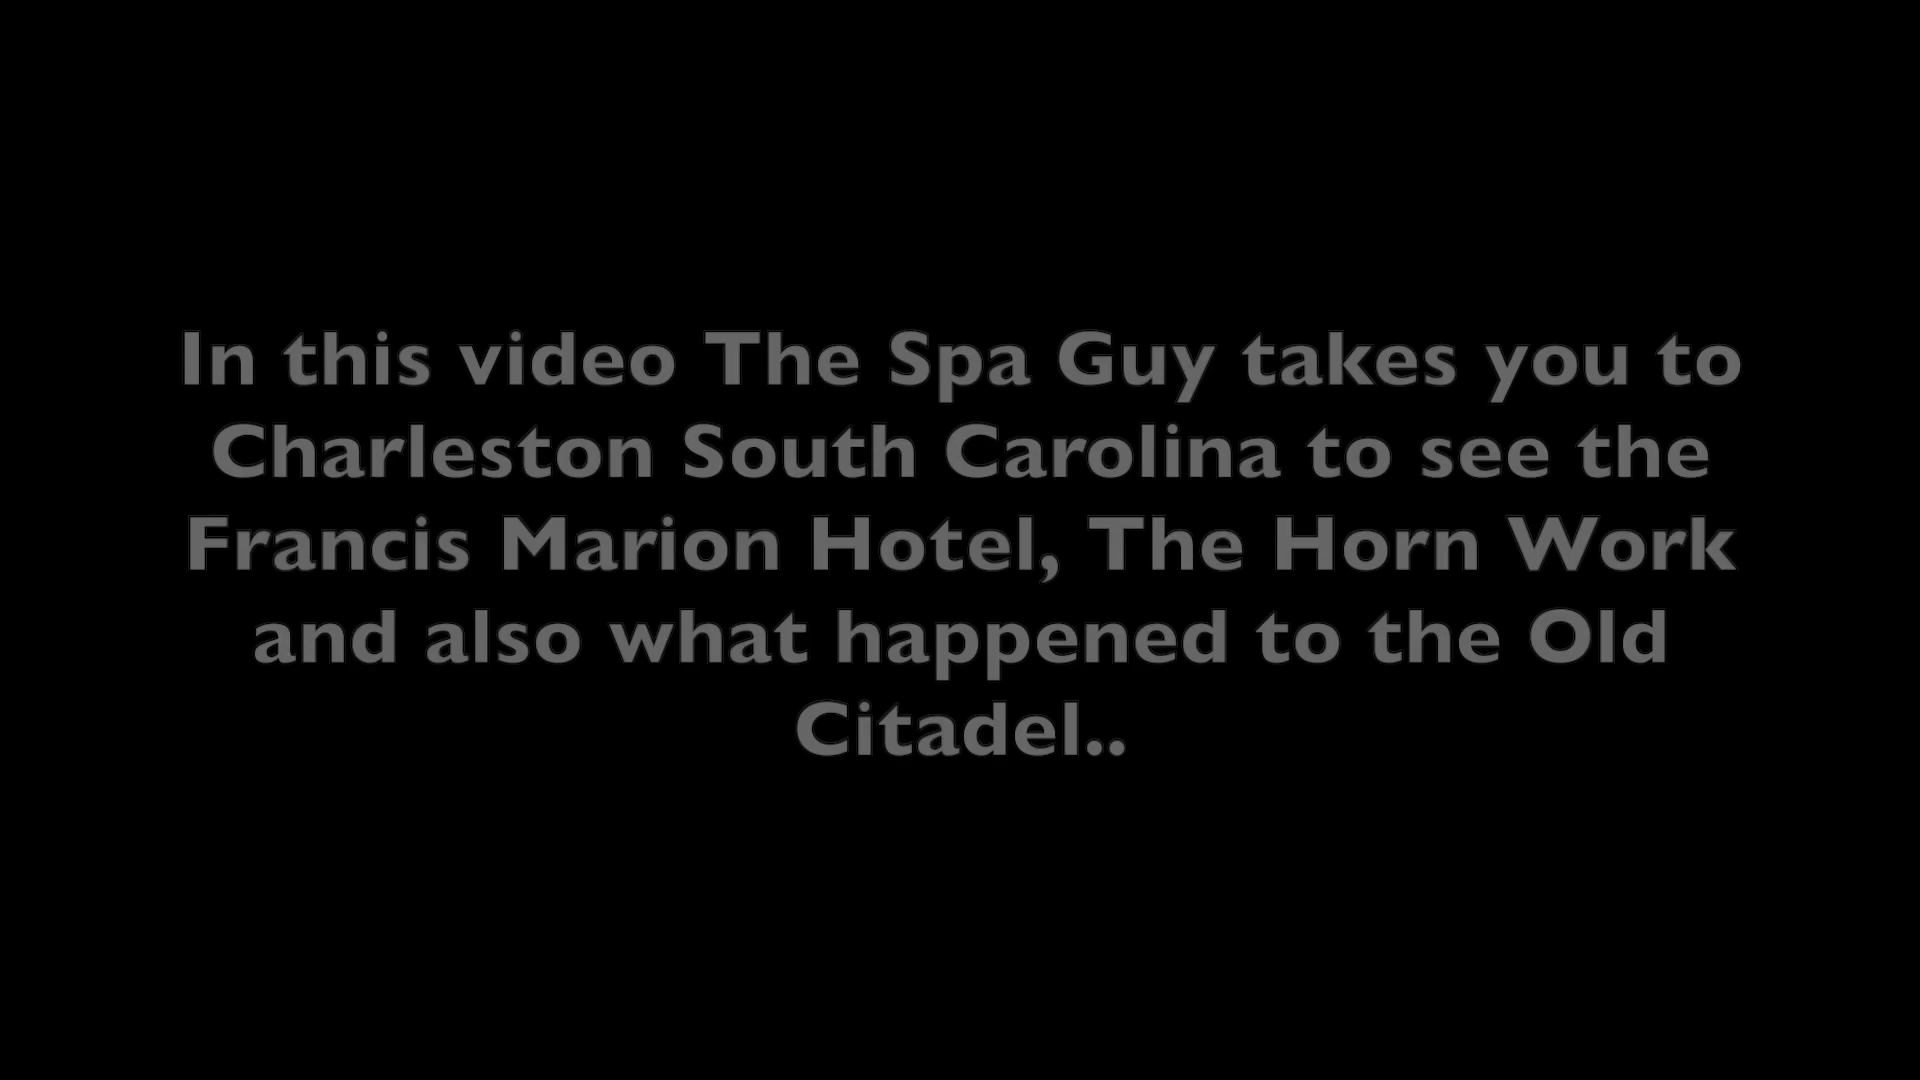 In this video The Spa Guy takes you to
Charleston South Carolina to see the
Francis Marion Hotel, The Horn Work
and also what happened to the Old
Citadel..